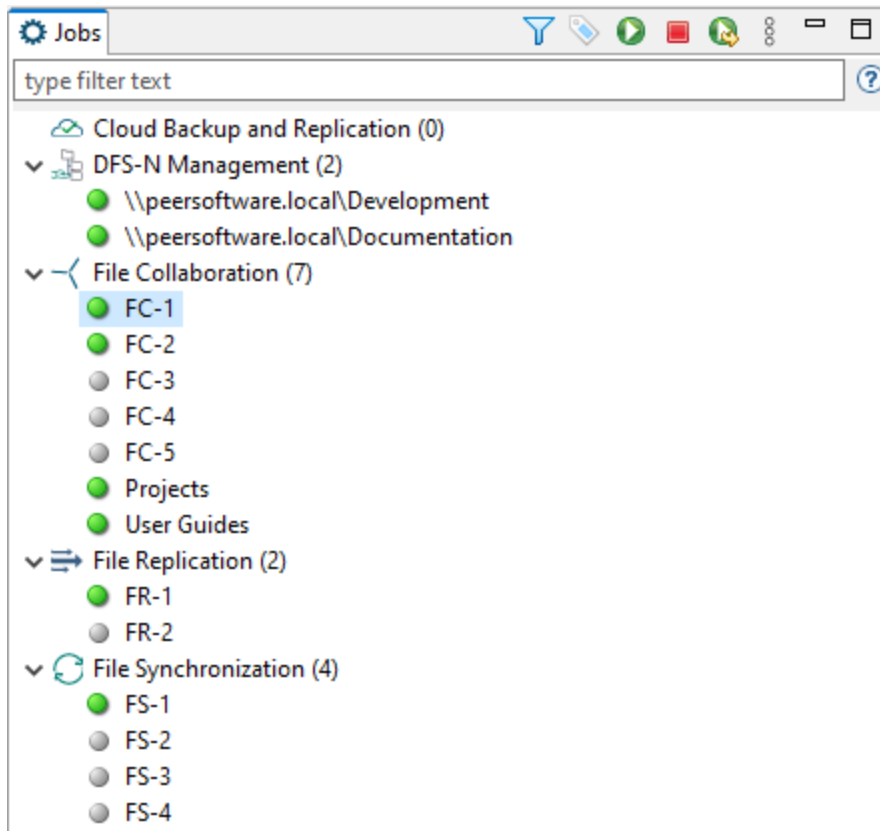 Jobs
type filter text
Cloud Backup and Replication (0)
DFS-N Management (2)
\\peersoftware.local\Development
\\peersoftware.local\Documentation
File Collaboration (7)
FC-1
FC-2
FC-3
FC-4
FC-5
Projects
User Guides
File Replication (2)
FR-1
FR-2
File Synchronization (4)
FS-1
FS-2
FS-3
FS-4